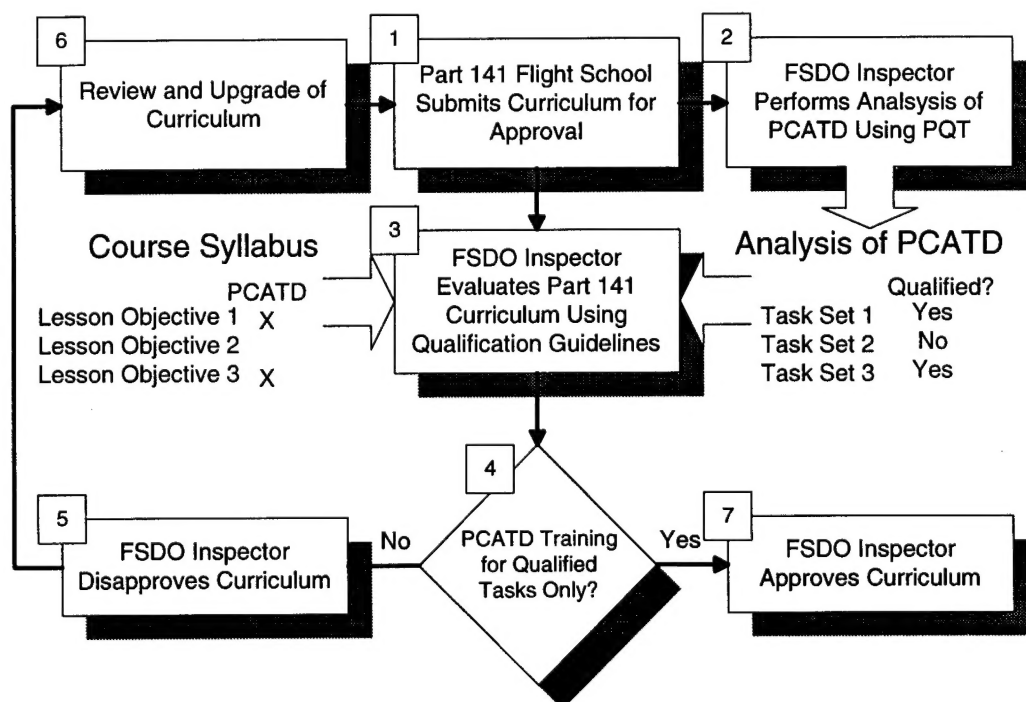 6
Review and Upgrade of
Curriculum
1
Part 141 Flight School
Submits Curriculum for
Approval
2
FSDO Inspector
Performs Analsysis of
PCATD Using PQT
Course Syllabus
PCATD
Lesson Objective 1 X
Lesson Objective 2
Lesson Objective 3 X
3
FSDO Inspector
Evaluates Part 141
Curriculum Using
Qualification Guidelines
Analysis of PCATD
Qualified?
Task Set 1 Yes
Task Set 2 No
Task Set 3 Yes
4
PCATD Training
for Qualified
Tasks Only?
No
Yes
5
FSDO Inspector
Disapproves Curriculum
7
FSDO Inspector
Approves Curriculum